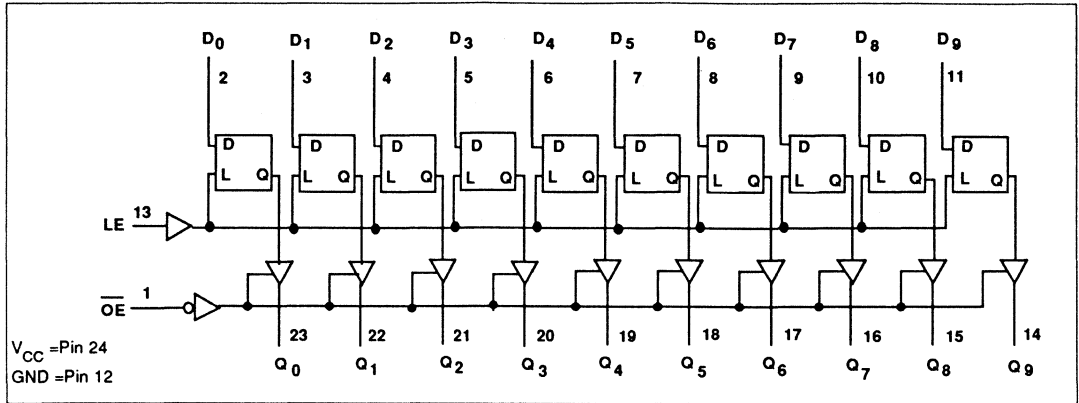 D0 D1 D2 D3 D4 D5 D6 D7 D8 D9
2 3 4 5 6 7 8 9 10 11
D D D D D D D D D D
L Q L Q L Q L Q L Q L Q L Q L Q L Q L Q
LE 13
OE 1
23 22 21 20 19 18 17 16 15 14
VCC =Pin 24
Q0 Q1 Q2 Q3 Q4 Q5 Q6 Q7 Q8 Q9
GND =Pin 12